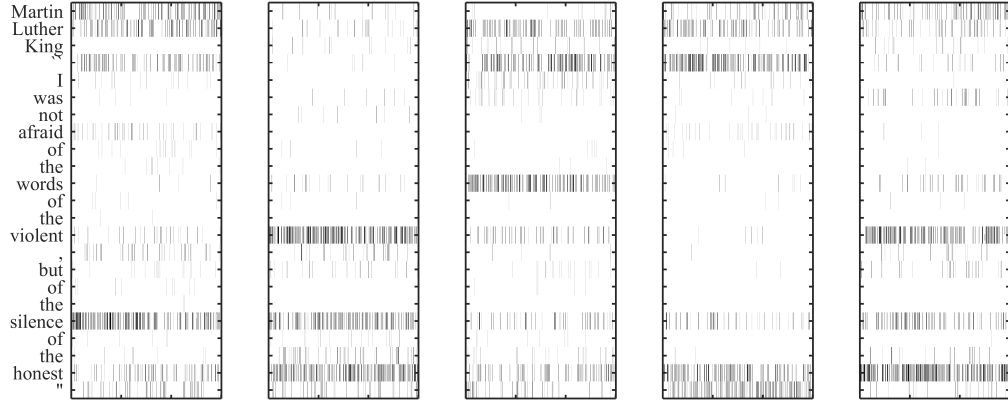 Martin
Luther
King
``
I
was
not
afraid
of
the
words
of
the
violent
,
but
of
the
silence
of
the
honest
"